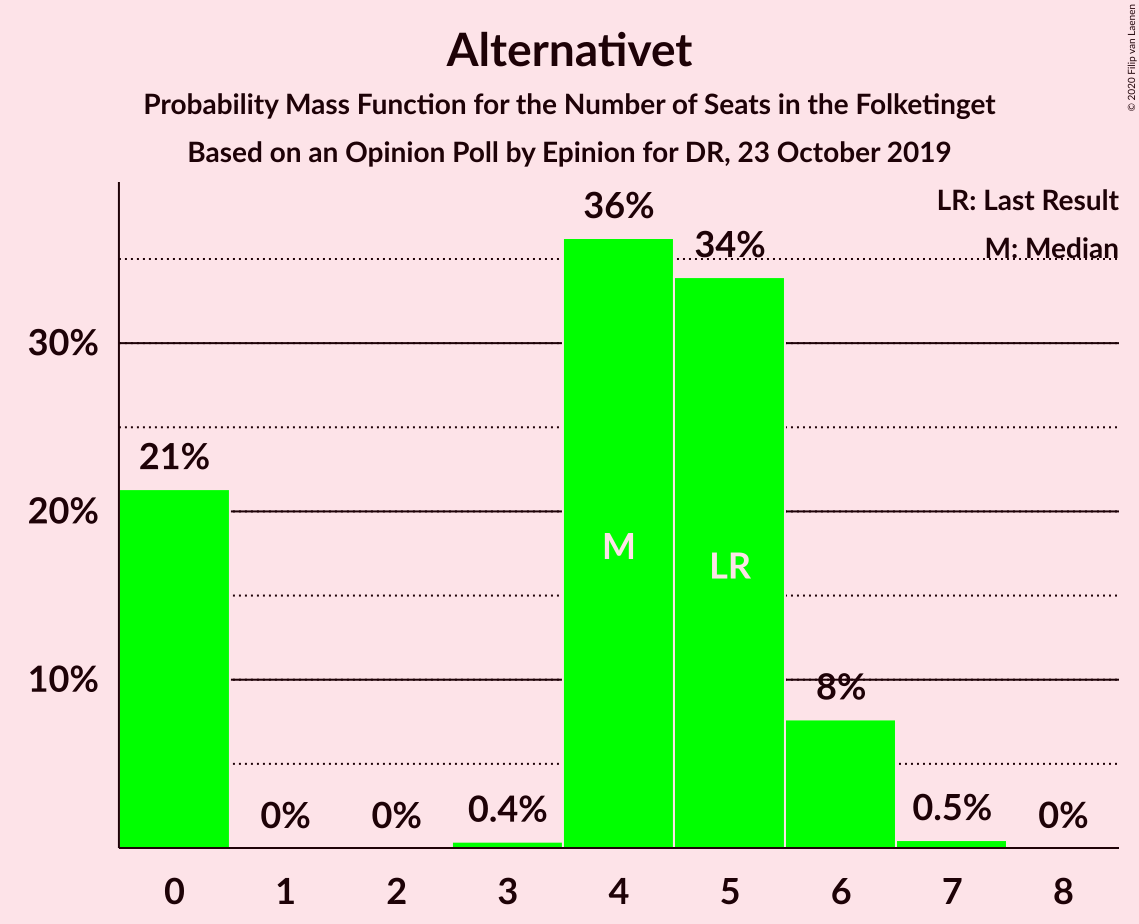 Alternativet
Probability Mass Function for the Number of Seats in the Folketinget
Based on an Opinion Poll by Epinion for DR, 23 October 2019
© 2020 Filip van Laenen
LR: Last Result
M: Median
36%
34%
30%
21%
20%
M
LR
10%
8%
0%
0%
0.4%
0.5%
0%
0 1 2 3 4 5 6 7 8